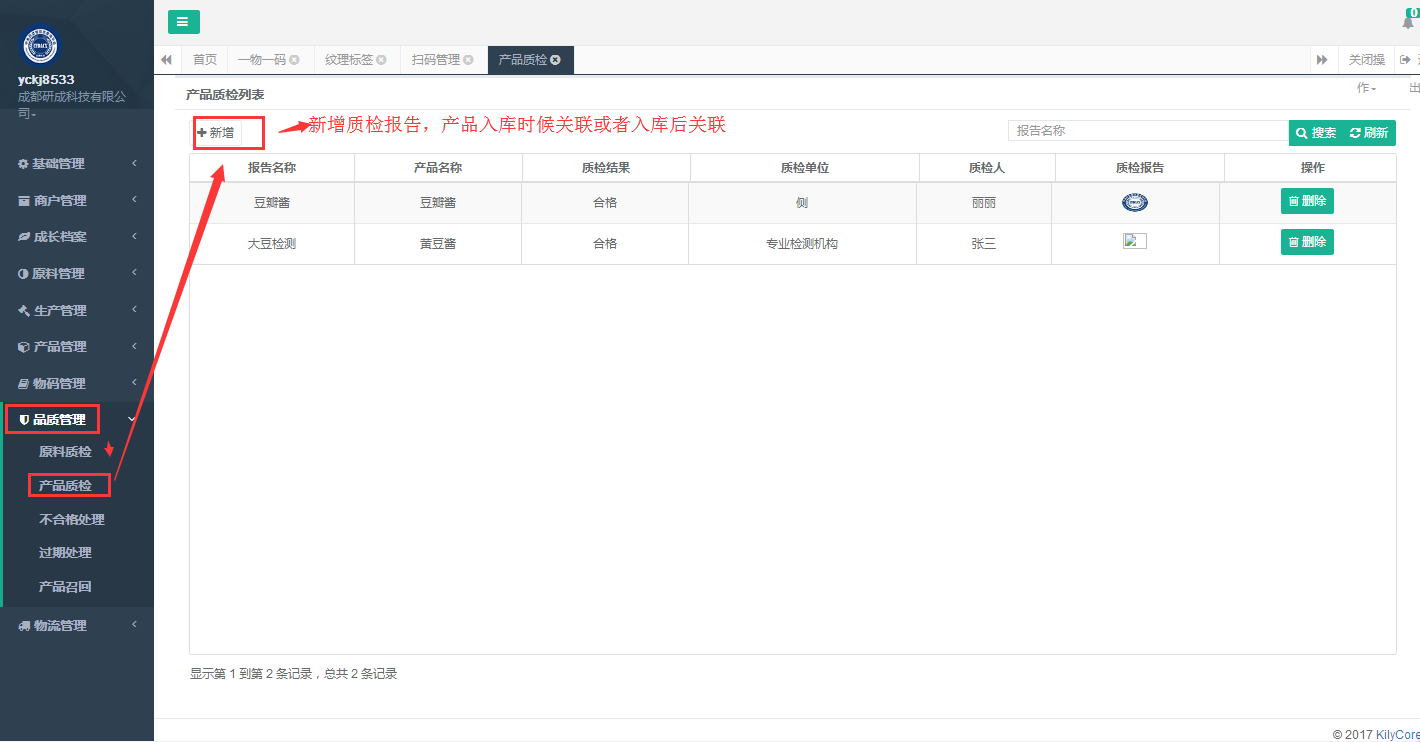 yckj8533
成都研成科技有限公
司
基础管理
商户管理
成长档案
原料管理
生产管理
产品管理
物码管理
品质管理
原料质检
产品质检
不合格处理
过期处理
产品召回
物流管理
0
首页 一物一码 纹理标签 扫码管理 产品质检 关闭操
作 出
产品质检列表
新增
新增质检报告，产品入库时候关联或者入库后关联
报告名称 搜索 刷新
报告名称 产品名称 质检结果 质检单位 质检人 质检报告 操作
豆瓣酱 豆瓣酱 合格 侧 丽丽 删除
大豆检测 黄豆酱 合格 专业检测机构 张三 删除
显示第 1 到第 2 条记录，总共 2 条记录
© 2017 KilyCore